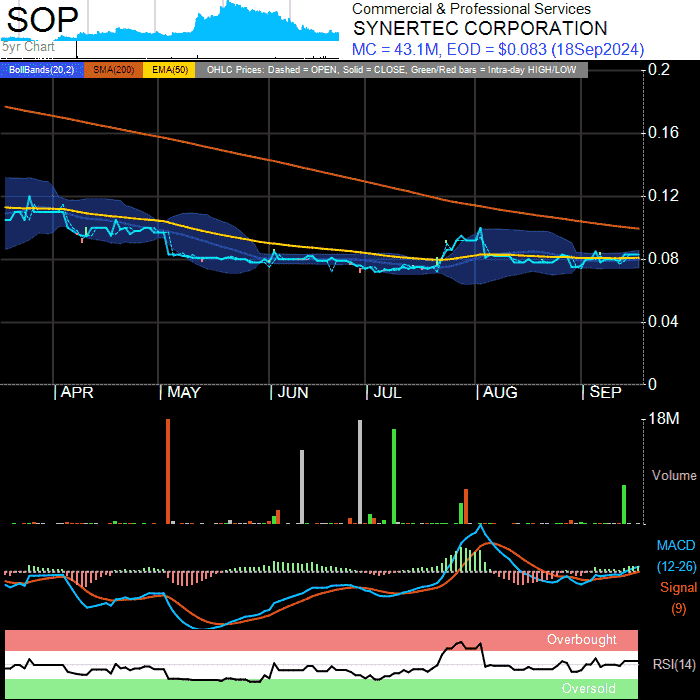 SOP
5yr Chart
Commercial & Professional Services
SYNERTEC CORPORATION
MC = 43.1M, EOD = $0.083 (18Sep2024)
BollBands(20,2) SMA(200) EMA(50) OHLC Prices: Dashed = OPEN, Solid = CLOSE, Green/Red bars = Intra-day HIGH/LOW
0.2
0.16
0.12
0.08
0.04
0
APR MAY JUN JUL AUG SEP
18M
Volume
MACD
(12-26)
Signal
(9)
Overbought
RSI(14)
Oversold